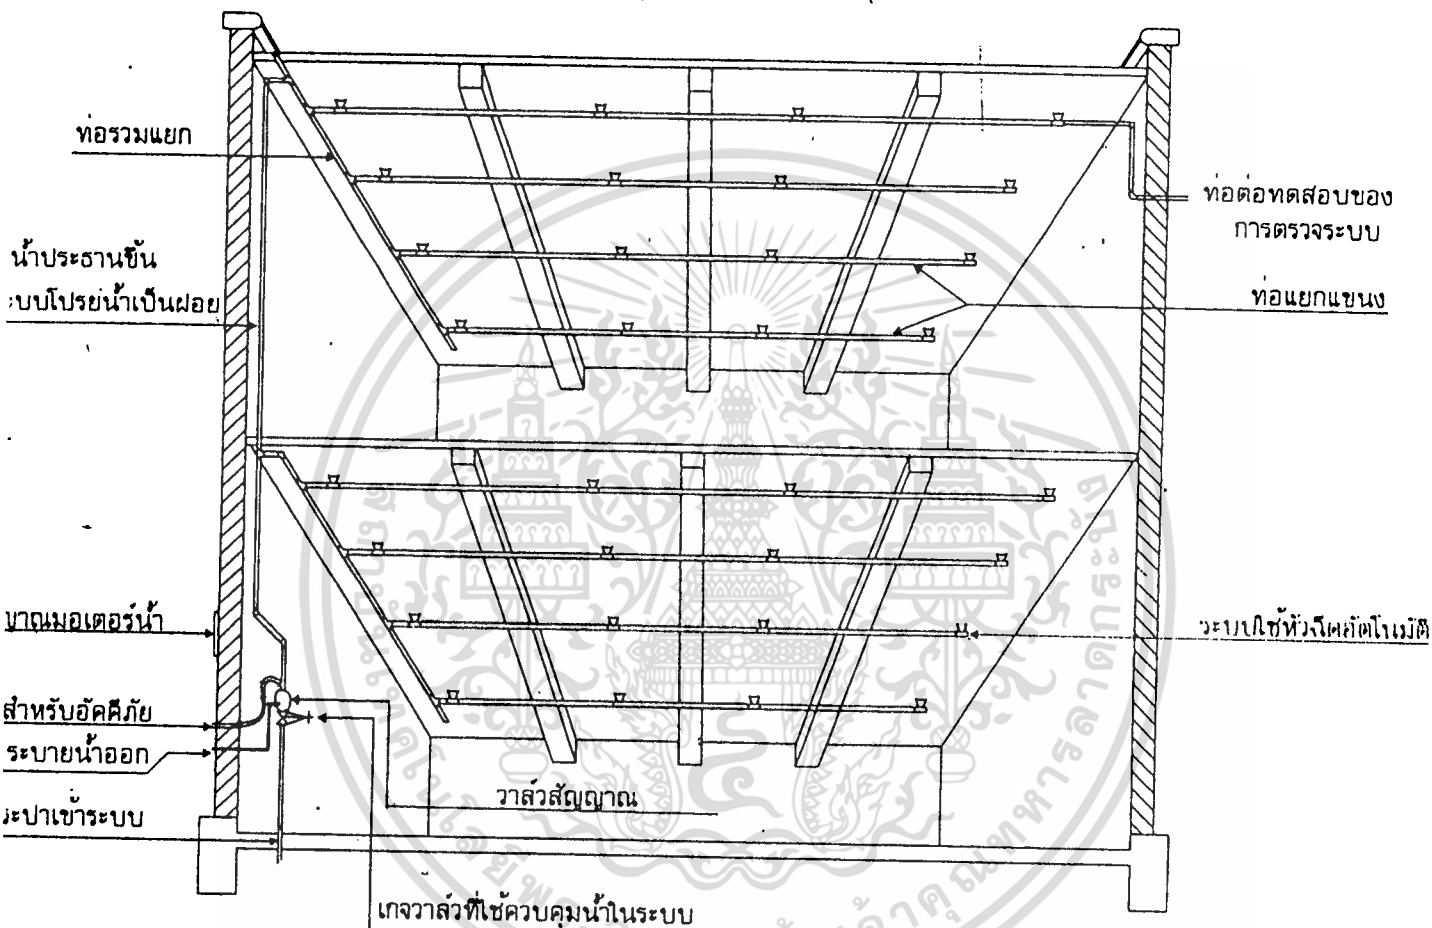 ท่อรวมแยก
ท่อต่อทดสอบของ
การตรวจระบบ
น้ำประธานขึ้น
ะบบโปรยน้ำเป็นฝอย
ท่อแยกแขนง
ญาณมอเตอร์น้ำ
ระบบใช้หัวฉีดอัตโนมัติ
สำหรับอัคคีภัย
ระบายน้ำออก
วาล์วสัญญาณ
ะปาเข้าระบบ
เกจวาล์วที่ใช้ควบคุมน้ำในระบบ